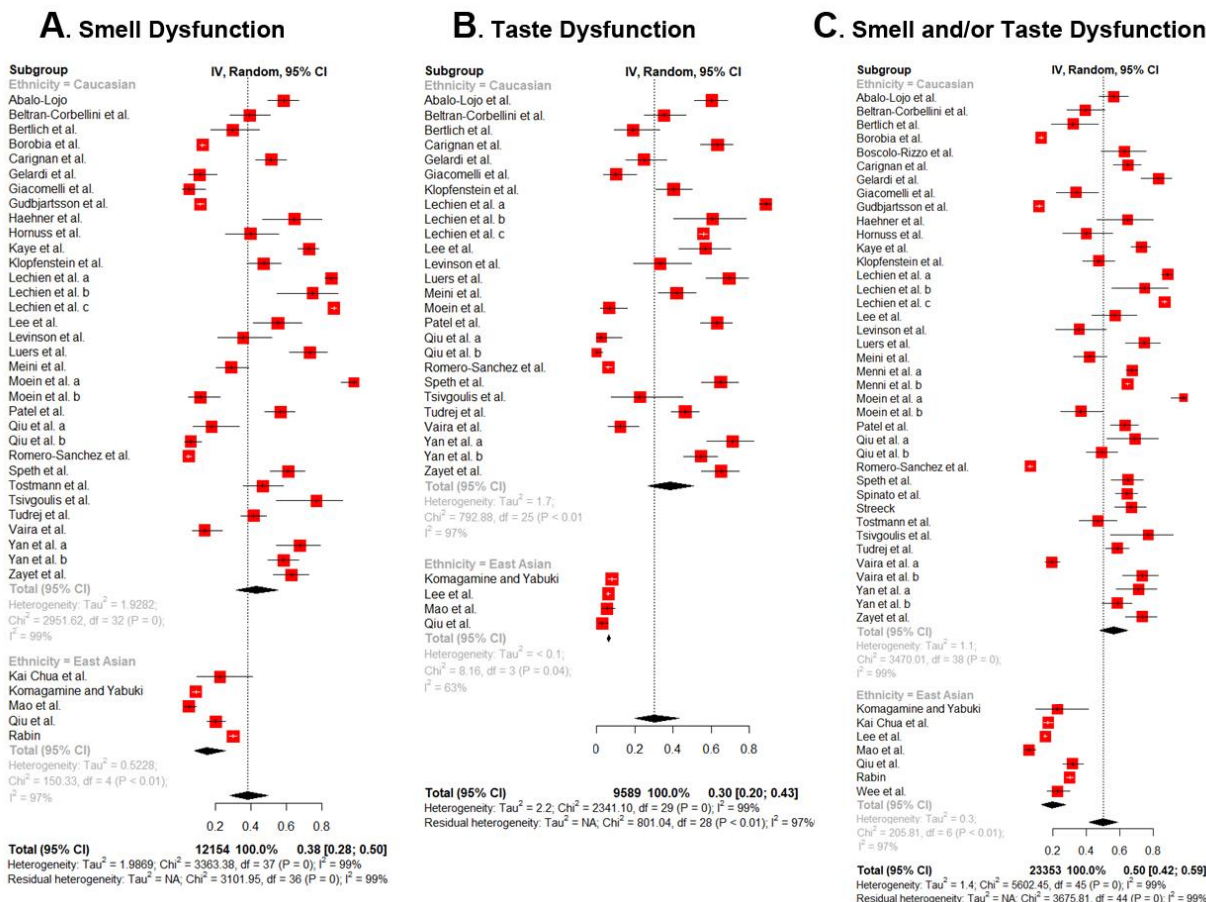 A. Smell Dysfunction
Subgroup IV, Random, 95% CI
Ethnicity = Caucasian
Abalo-Lojo
Beltran-Corbellini et al.
Bertlich et al.
Borobia et al.
Carignan et al.
Gelardi et al.
Giacomelli et al.
Gudbjartsson et al.
Haehner et al.
Hornuss et al.
Kaye et al.
Klopfenstein et al.
Lechien et al. a
Lechien et al. b
Lechien et al. c
Lee et al.
Levinson et al.
Luers et al.
Meini et al.
Moein et al. a
Moein et al. b
Patel et al.
Qiu et al. a
Qiu et al. b
Romero-Sanchez et al.
Speth et al.
Tostmann et al.
Tsivgoulis et al.
Tudrej et al.
Vaira et al.
Yan et al. a
Yan et al. b
Zayet et al.
Total (95% CI)
Heterogeneity: Tau² = 1.9282;
Chi² = 2951.62, df = 32 (P = 0);
I² = 99%
Ethnicity = East Asian
Kai Chua et al.
Komagamine and Yabuki
Mao et al.
Qiu et al.
Rabin
Total (95% CI)
Heterogeneity: Tau² = 0.5228;
Chi² = 150.33, df = 4 (P < 0.01);
I² = 97%
0.2 0.4 0.6 0.8
Total (95% CI) 12154 100.0% 0.38 [0.28; 0.50]
Heterogeneity: Tau² = 1.9869; Chi² = 3363.38, df = 37 (P = 0); I² = 99%
Residual heterogeneity: Tau² = NA; Chi² = 3101.95, df = 36 (P = 0); I² = 99%
B. Taste Dysfunction
Subgroup IV, Random, 95% CI
Ethnicity = Caucasian
Abalo-Lojo et al.
Beltran-Corbellini et al.
Bertlich et al.
Carignan et al.
Gelardi et al.
Giacomelli et al.
Klopfenstein et al.
Lechien et al. a
Lechien et al. b
Lechien et al. c
Lee et al.
Levinson et al.
Luers et al.
Meini et al.
Moein et al.
Patel et al.
Qiu et al. a
Qiu et al. b
Romero-Sanchez et al.
Speth et al.
Tsivgoulis et al.
Tudrej et al.
Vaira et al.
Yan et al. a
Yan et al. b
Zayet et al.
Total (95% CI)
Heterogeneity: Tau² = 1.7;
Chi² = 792.88, df = 25 (P < 0.01
I² = 97%
Ethnicity = East Asian
Komagamine and Yabuki
Lee et al.
Mao et al.
Qiu et al.
Total (95% CI)
Heterogeneity: Tau² = < 0.1;
Chi² = 8.16, df = 3 (P = 0.04);
I² = 63%
0 0.2 0.4 0.6 0.8
Total (95% CI) 9589 100.0% 0.30 [0.20; 0.43]
Heterogeneity: Tau² = 2.2; Chi² = 2341.10, df = 29 (P = 0); I² = 99%
Residual heterogeneity: Tau² = NA; Chi² = 801.04, df = 28 (P < 0.01); I² = 97%
C. Smell and/or Taste Dysfunction
Subgroup IV, Random, 95% CI
Ethnicity = Caucasian
Abalo-Lojo et al.
Beltran-Corbellini et al.
Bertlich et al.
Borobia et al.
Boscolo-Rizzo et al.
Carignan et al.
Gelardi et al.
Giacomelli et al.
Gudbjartsson et al.
Haehner et al.
Hornuss et al.
Kaye et al.
Klopfenstein et al.
Lechien et al. a
Lechien et al. b
Lechien et al. c
Lee et al.
Levinson et al.
Luers et al.
Meini et al.
Menni et al. a
Menni et al. b
Moein et al. a
Moein et al. b
Patel et al.
Qiu et al. a
Qiu et al. b
Romero-Sanchez et al.
Speth et al.
Spinato et al.
Streeck
Tostmann et al.
Tsivgoulis et al.
Tudrej et al.
Vaira et al. a
Vaira et al. b
Yan et al. a
Yan et al. b
Zayet et al.
Total (95% CI)
Heterogeneity: Tau² = 1.1;
Chi² = 3470.01, df = 38 (P = 0);
I² = 99%
Ethnicity = East Asian
Komagamine and Yabuki
Kai Chua et al.
Lee et al.
Mao et al.
Qiu et al.
Rabin
Wee et al.
Total (95% CI)
Heterogeneity: Tau² = 0.3;
Chi² = 205.81, df = 6 (P < 0.01);
I² = 97%
0.2 0.4 0.6 0.8
Total (95% CI) 23353 100.0% 0.50 [0.42; 0.59]
Heterogeneity: Tau² = 1.4; Chi² = 5602.45, df = 45 (P = 0); I² = 99%
Residual heterogeneity: Tau² = NA; Chi² = 3675.81, df = 44 (P = 0); I² = 99%